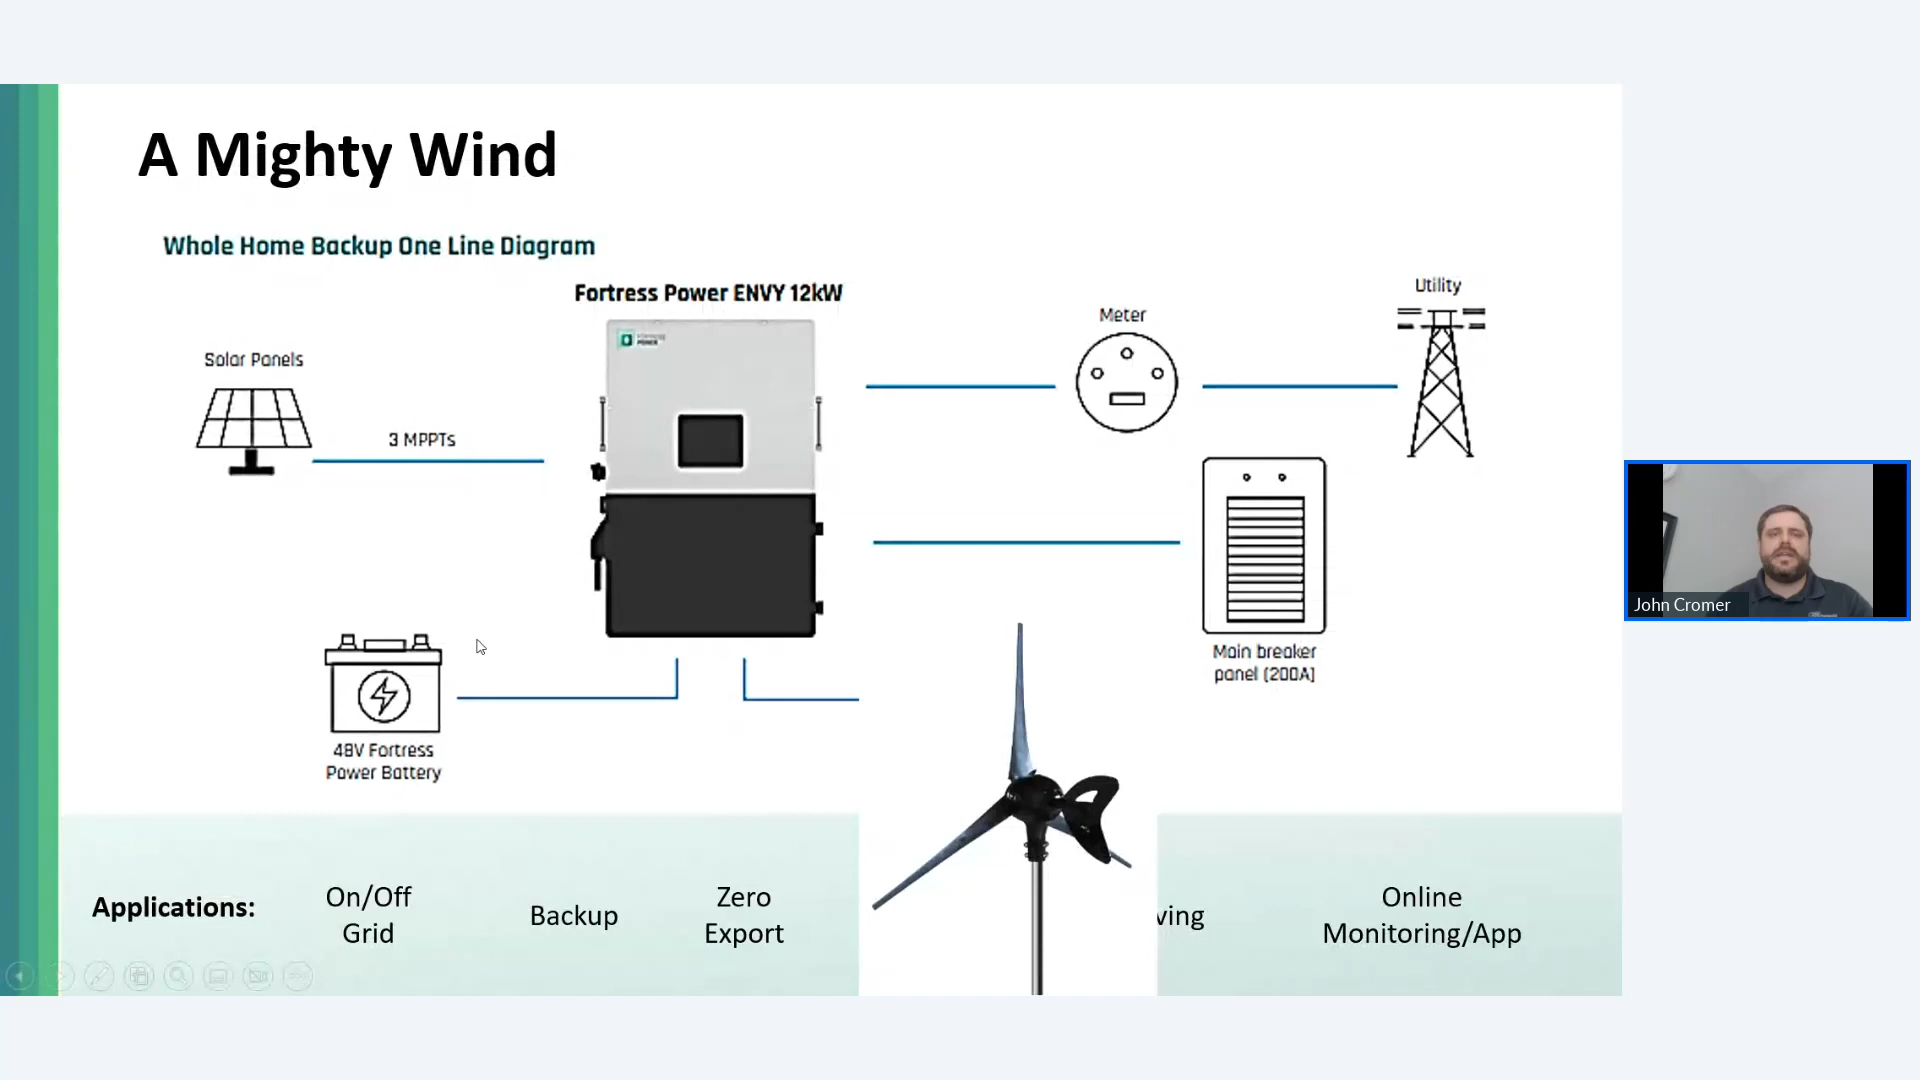 A Mighty Wind
Whole Home Backup One Line Diagram
Fortress Power ENVY 12kW
Utility
Meter
Solar Panels
3 MPPTs
Main breaker
panel (200A)
48V Fortress
Power Battery
John Cromer
Applications:
On/Off
Grid
Backup
Zero
Export
ving
Online
Monitoring/App